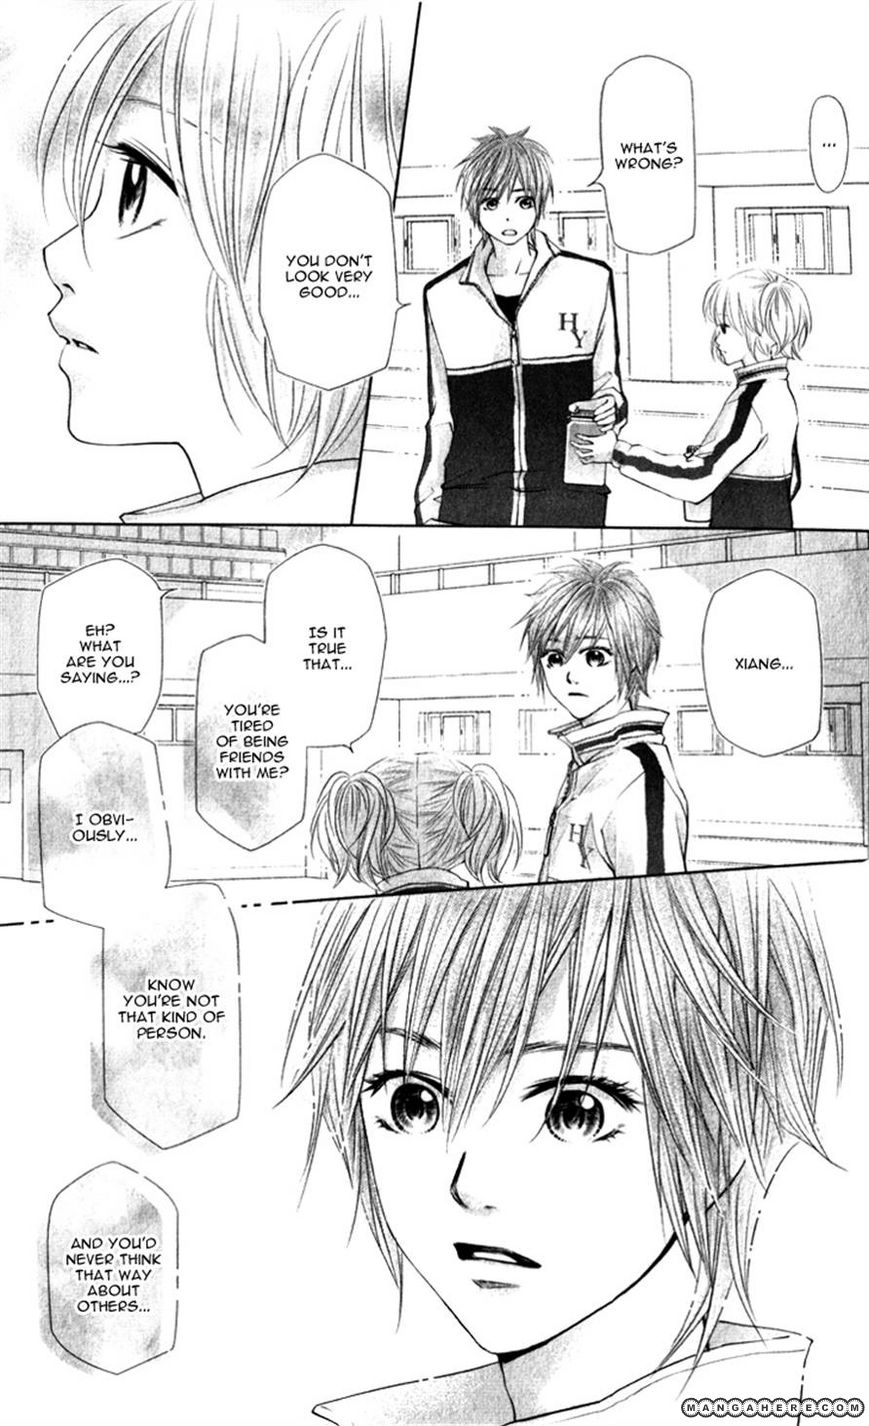 ...
WHAT'S
WRONG?
H
Y
YOU DON'T
LOOK VERY
GOOD...
XIANG...
IS IT
TRUE
THAT...
YOU'RE
TIRED
OF BEING
FRIENDS
WITH ME?
EH?
WHAT
ARE YOU
SAYING...?
H
Y
I OBVI-
OUSLY...
KNOW
YOU'RE NOT
THAT KIND OF
PERSON.
AND YOU'D
NEVER THINK
THAT WAY
ABOUT
OTHERS...
MANGAHERE.COM